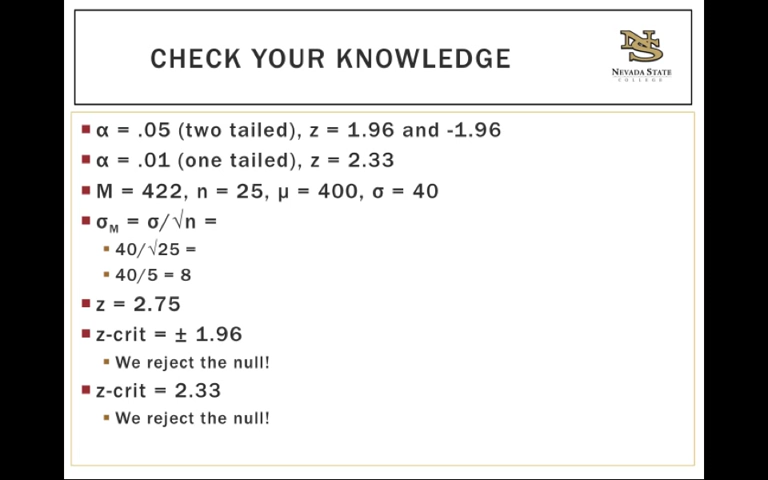 CHECK YOUR KNOWLEDGE
NS
NEVADA STATE
COLLEGE
α = .05 (two tailed), z = 1.96 and -1.96
α = .01 (one tailed), z = 2.33
M = 422, n = 25, μ = 400, σ = 40
σM = σ/√n =
40/√25 =
40/5 = 8
z = 2.75
z-crit = ± 1.96
We reject the null!
z-crit = 2.33
We reject the null!